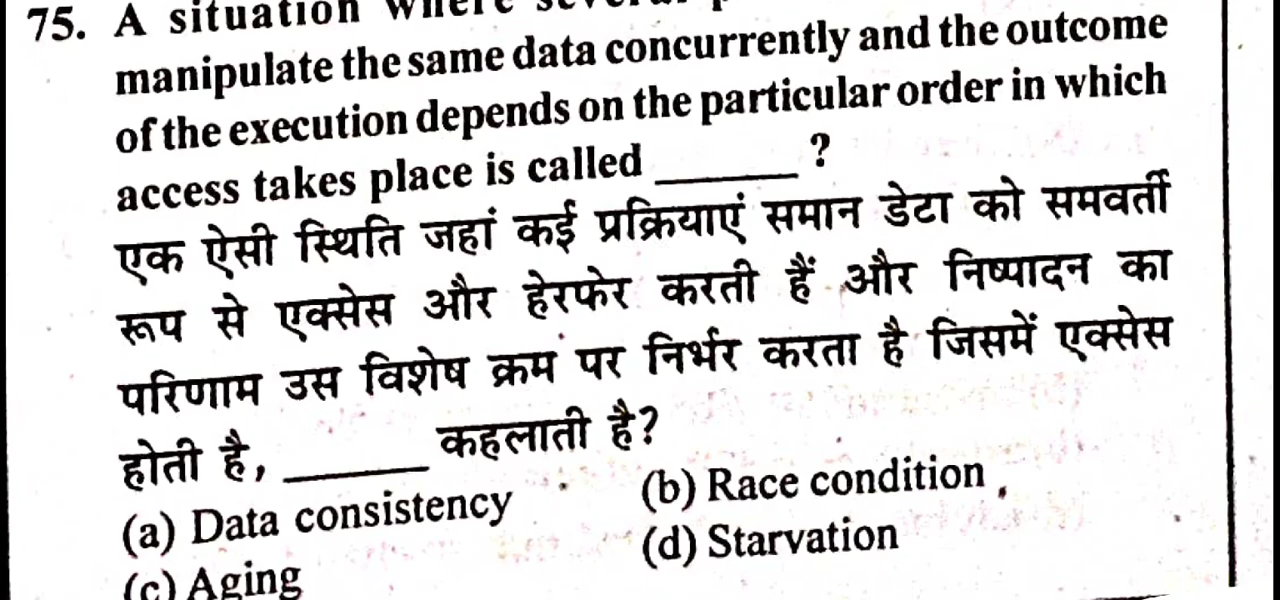 75. A situation where
manipulate the same data concurrently and the outcome
of the execution depends on the particular order in which
access takes place is called ______ ?
एक ऐसी स्थिति जहां कई प्रक्रियाएं समान डेटा को समवर्ती
रूप से एक्सेस और हेरफेर करती हैं और निष्पादन का
परिणाम उस विशेष क्रम पर निर्भर करता है जिसमें एक्सेस
होती है, ______ कहलाती है?
(a) Data consistency (b) Race condition
(c) Aging (d) Starvation